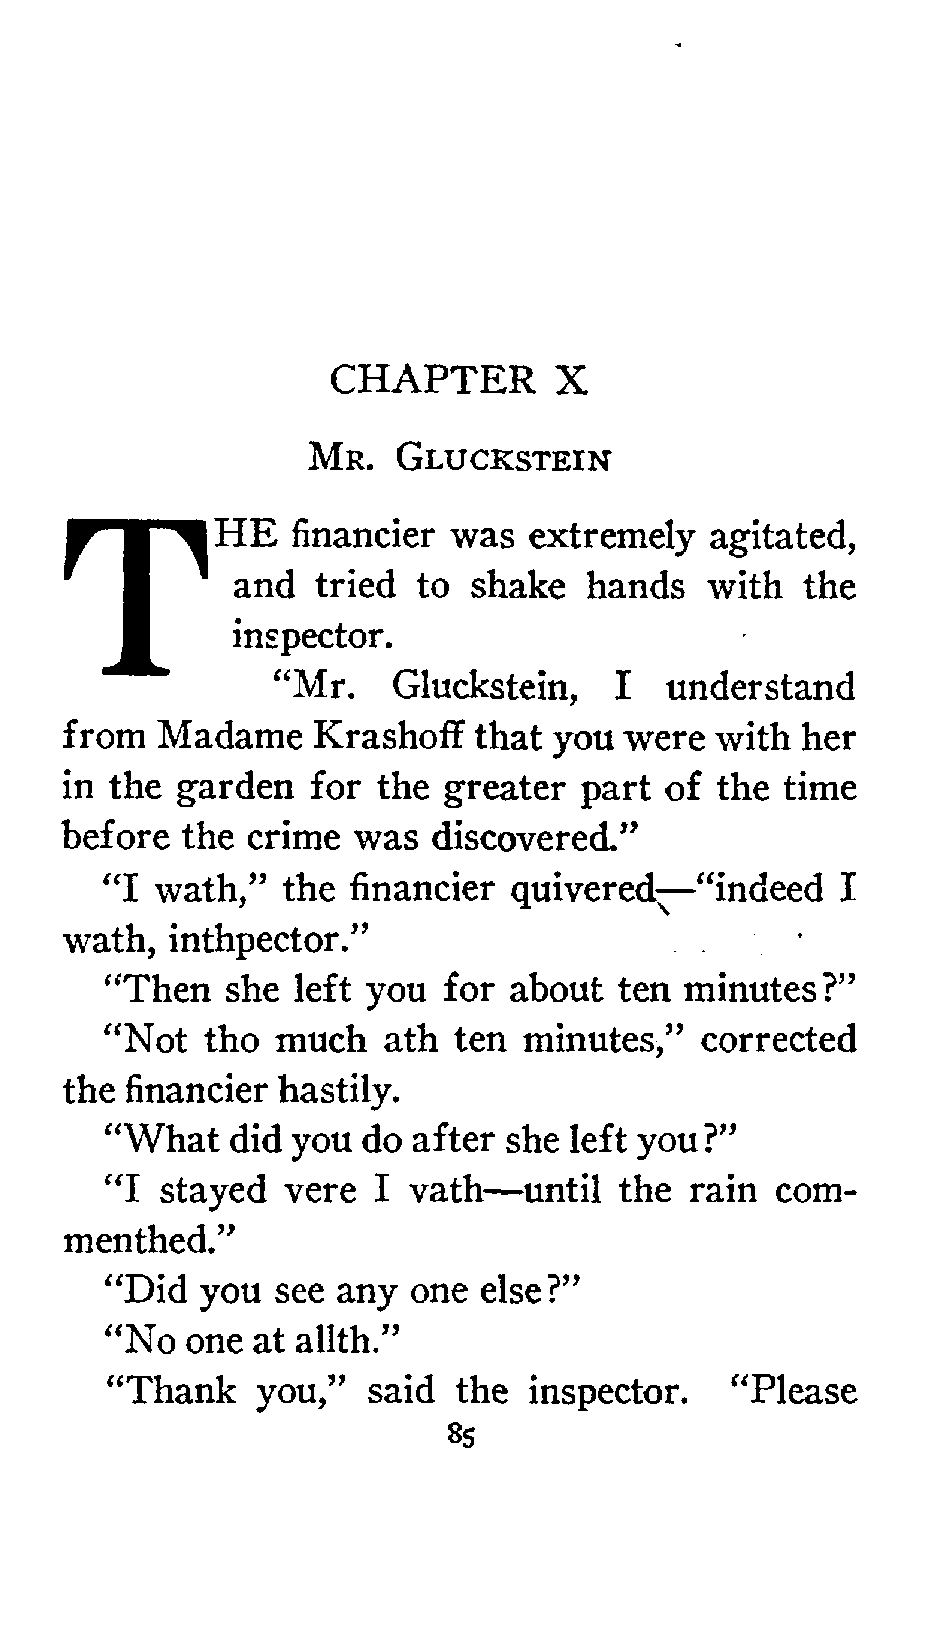 CHAPTER X
MR. GLUCKSTEIN
THE financier was extremely agitated,
and tried to shake hands with the
inspector.
“Mr. Gluckstein, I understand
from Madame Krashoff that you were with her
in the garden for the greater part of the time
before the crime was discovered.”
“I wath,” the financier quivered—“indeed I
wath, inthpector.”
“Then she left you for about ten minutes?”
“Not tho much ath ten minutes,” corrected
the financier hastily.
“What did you do after she left you?”
“I stayed vere I vath—until the rain com-
menthed.”
“Did you see any one else?”
“No one at allth.”
“Thank you,” said the inspector. “Please
85